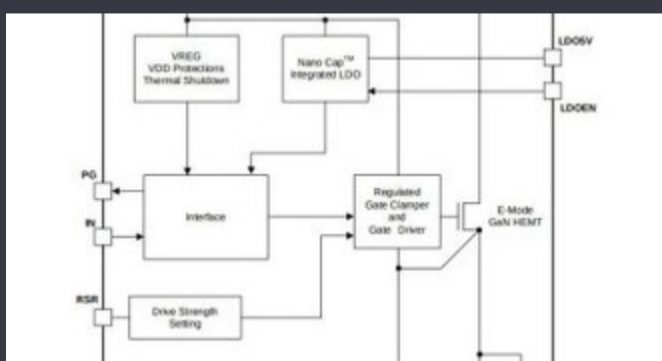 VREG
VDD Protections
Thermal Shutdown
Nano Cap™
Integrated LDO
LDO5V
LDOEN
PG
Interface
Regulated
Gate Clamper
and
Gate Driver
E-Mode
GaN HEMT
IN
RSR
Drive Strength
Setting